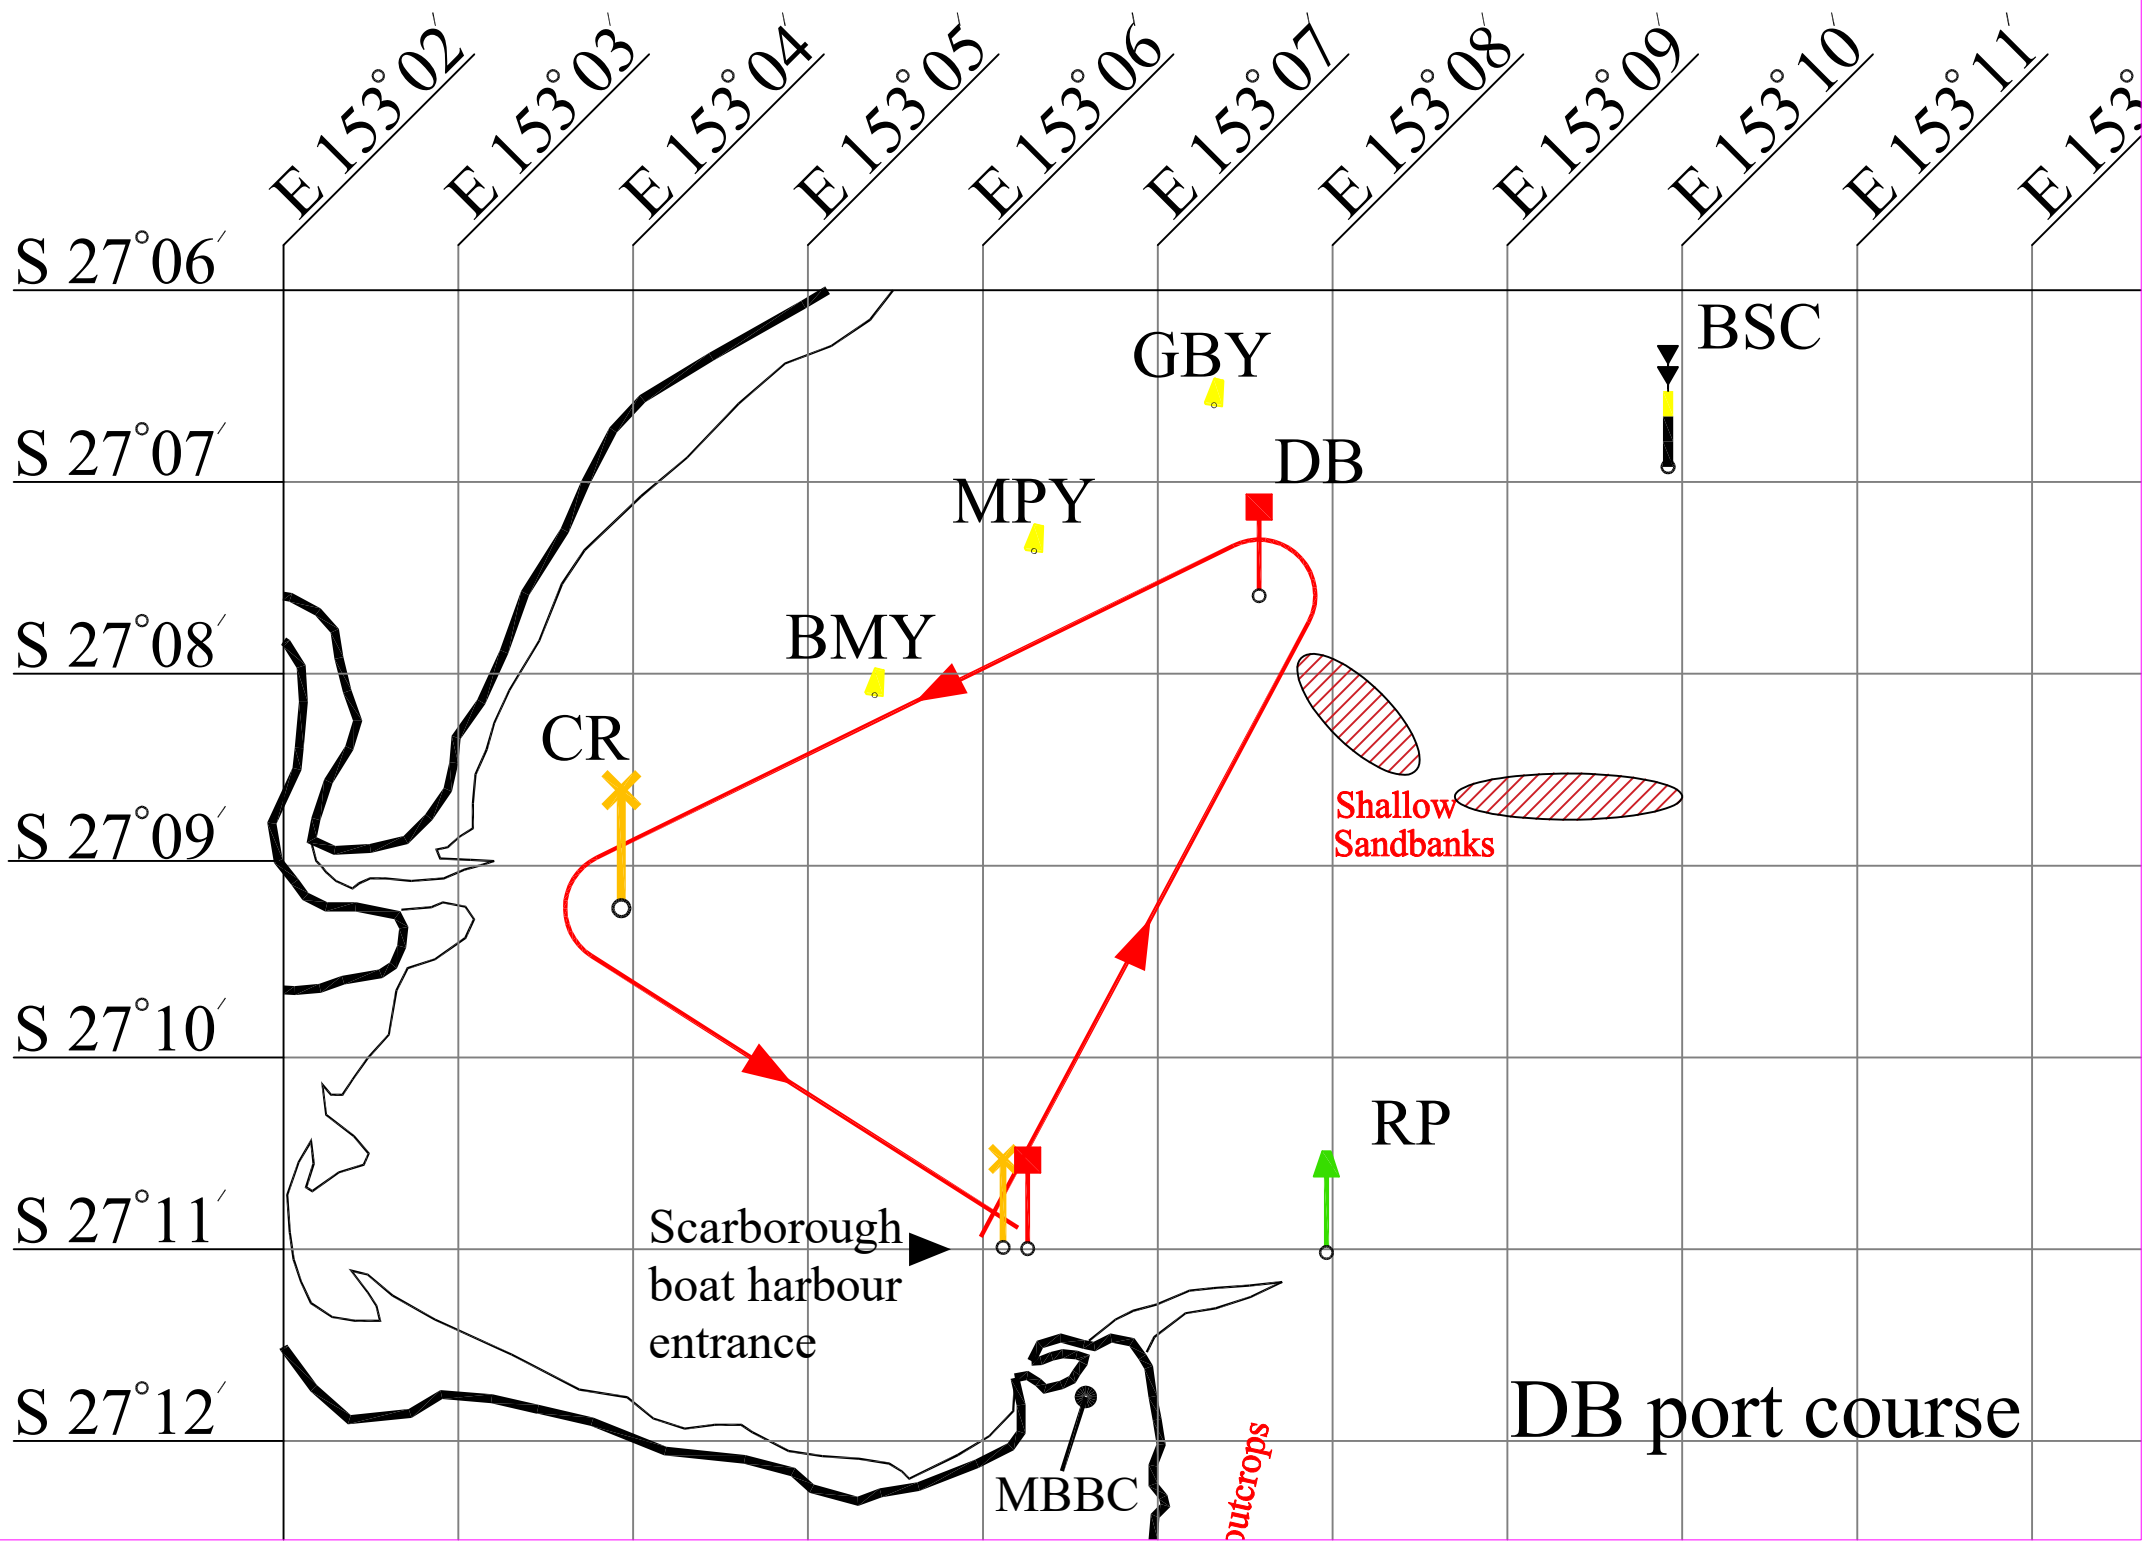 E 153°02′
E 153°03′
E 153°04′
E 153°05′
E 153°06′
E 153°07′
E 153°08′
E 153°09′
E 153°10′
E 153°11′
E 153°
S 27°06′
BSC
GBY
S 27°07′
DB
MPY
S 27°08′
BMY
CR
Shallow
Sandbanks
S 27°09′
S 27°10′
RP
S 27°11′
Scarborough
boat harbour
entrance
S 27°12′
DB port course
MBBC
outcrops